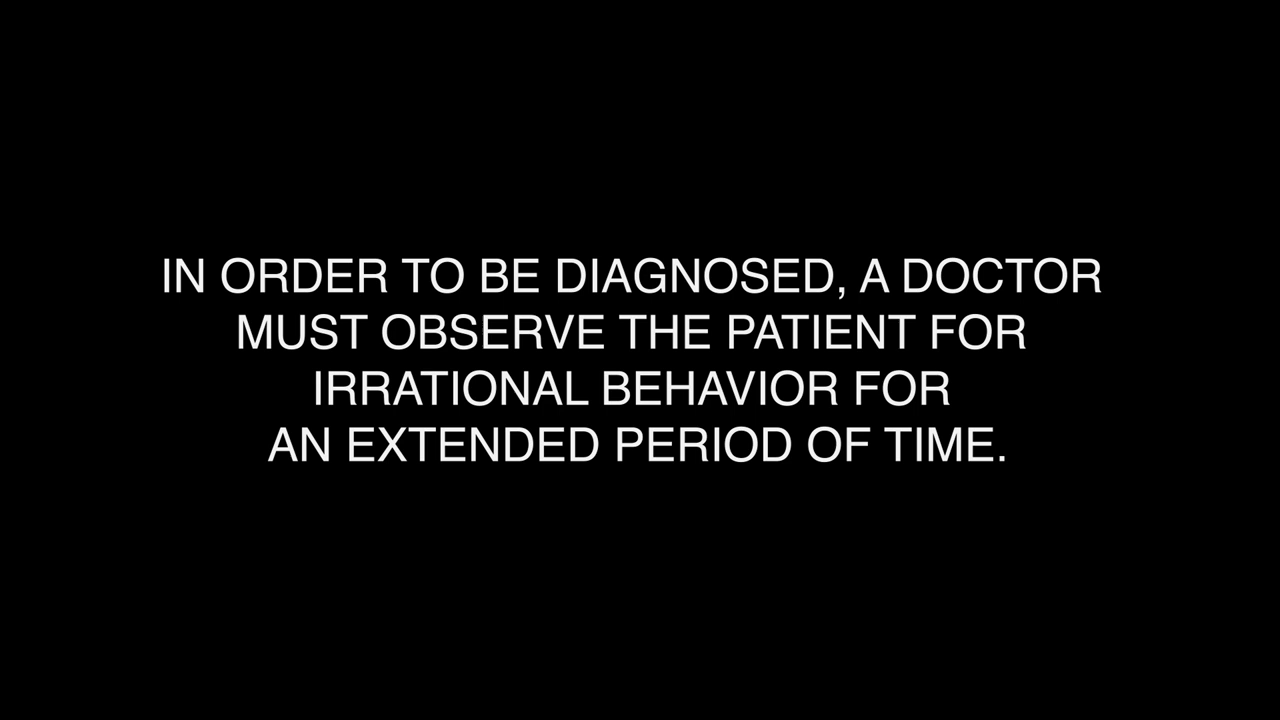 IN ORDER TO BE DIAGNOSED, A DOCTOR
MUST OBSERVE THE PATIENT FOR
IRRATIONAL BEHAVIOR FOR
AN EXTENDED PERIOD OF TIME.